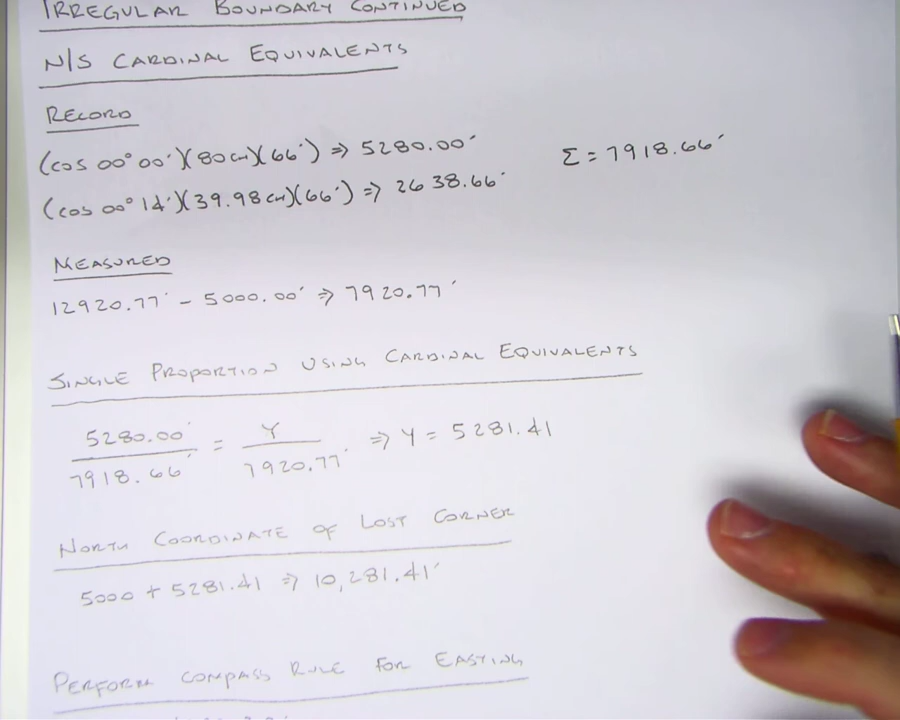 IRREGULAR BOUNDARY CONTINUED
N/S CARDINAL EQUIVALENTS
RECORD
(cos 00° 00')(80 CH)(66') ⇒ 5280.00' Σ = 7918.66'
(cos 00° 14')(39.98 CH)(66') ⇒ 2638.66'
MEASURED
12920.77' - 5000.00' ⇒ 7920.77'
SINGLE PROPORTION USING CARDINAL EQUIVALENTS
5280.00' / 7918.66' = Y / 7920.77' ⇒ Y = 5281.41
NORTH COORDINATE OF LOST CORNER
5000 + 5281.41 ⇒ 10,281.41'
PERFORM COMPASS RULE FOR EASTING